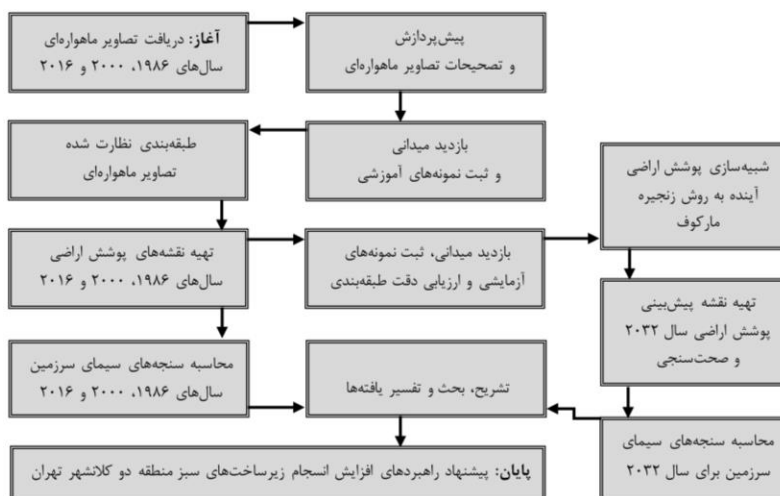 آغاز: دریافت تصاویر ماهواره‌ای
سال‌های ۱۹۸۶، ۲۰۰۰ و ۲۰۱۶
پیش‌پردازش
و تصحیحات تصاویر ماهواره‌ای
بازدید میدانی
و ثبت نمونه‌های آموزشی
طبقه‌بندی نظارت شده
تصاویر ماهواره‌ای
تهیه نقشه‌های پوشش اراضی
سال‌های ۱۹۸۶، ۲۰۰۰ و ۲۰۱۶
بازدید میدانی، ثبت نمونه‌های
آزمایشی و ارزیابی دقت طبقه‌بندی
شبیه‌سازی پوشش اراضی
آینده به روش زنجیره
مارکوف
تهیه نقشه پیش‌بینی
پوشش اراضی سال ۲۰۳۲
و صحت‌سنجی
محاسبه سنجه‌های سیمای
سرزمین برای سال ۲۰۳۲
محاسبه سنجه‌های سیمای سرزمین
سال‌های ۱۹۸۶، ۲۰۰۰ و ۲۰۱۶
تشریح، بحث و تفسیر یافته‌ها
پایان: پیشنهاد راهبردهای افزایش انسجام زیرساخت‌های سبز منطقه دو کلانشهر تهران